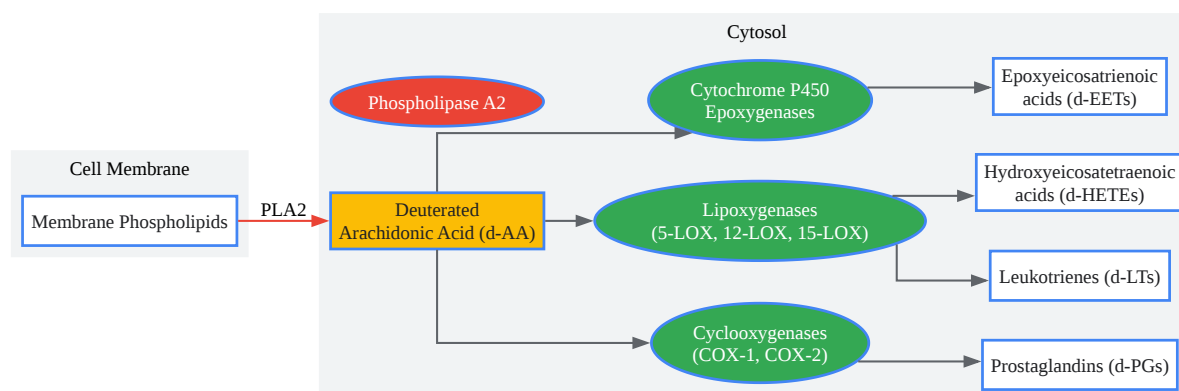 Cytosol
Phospholipase A2
Cytochrome P450
Epoxygenases
Epoxyeicosatrienoic
acids (d-EETs)
Cell Membrane
Membrane Phospholipids
PLA2
Deuterated
Arachidonic Acid (d-AA)
Lipoxygenases
(5-LOX, 12-LOX, 15-LOX)
Hydroxyeicosatetraenoic
acids (d-HETEs)
Leukotrienes (d-LTs)
Cyclooxygenases
(COX-1, COX-2)
Prostaglandins (d-PGs)